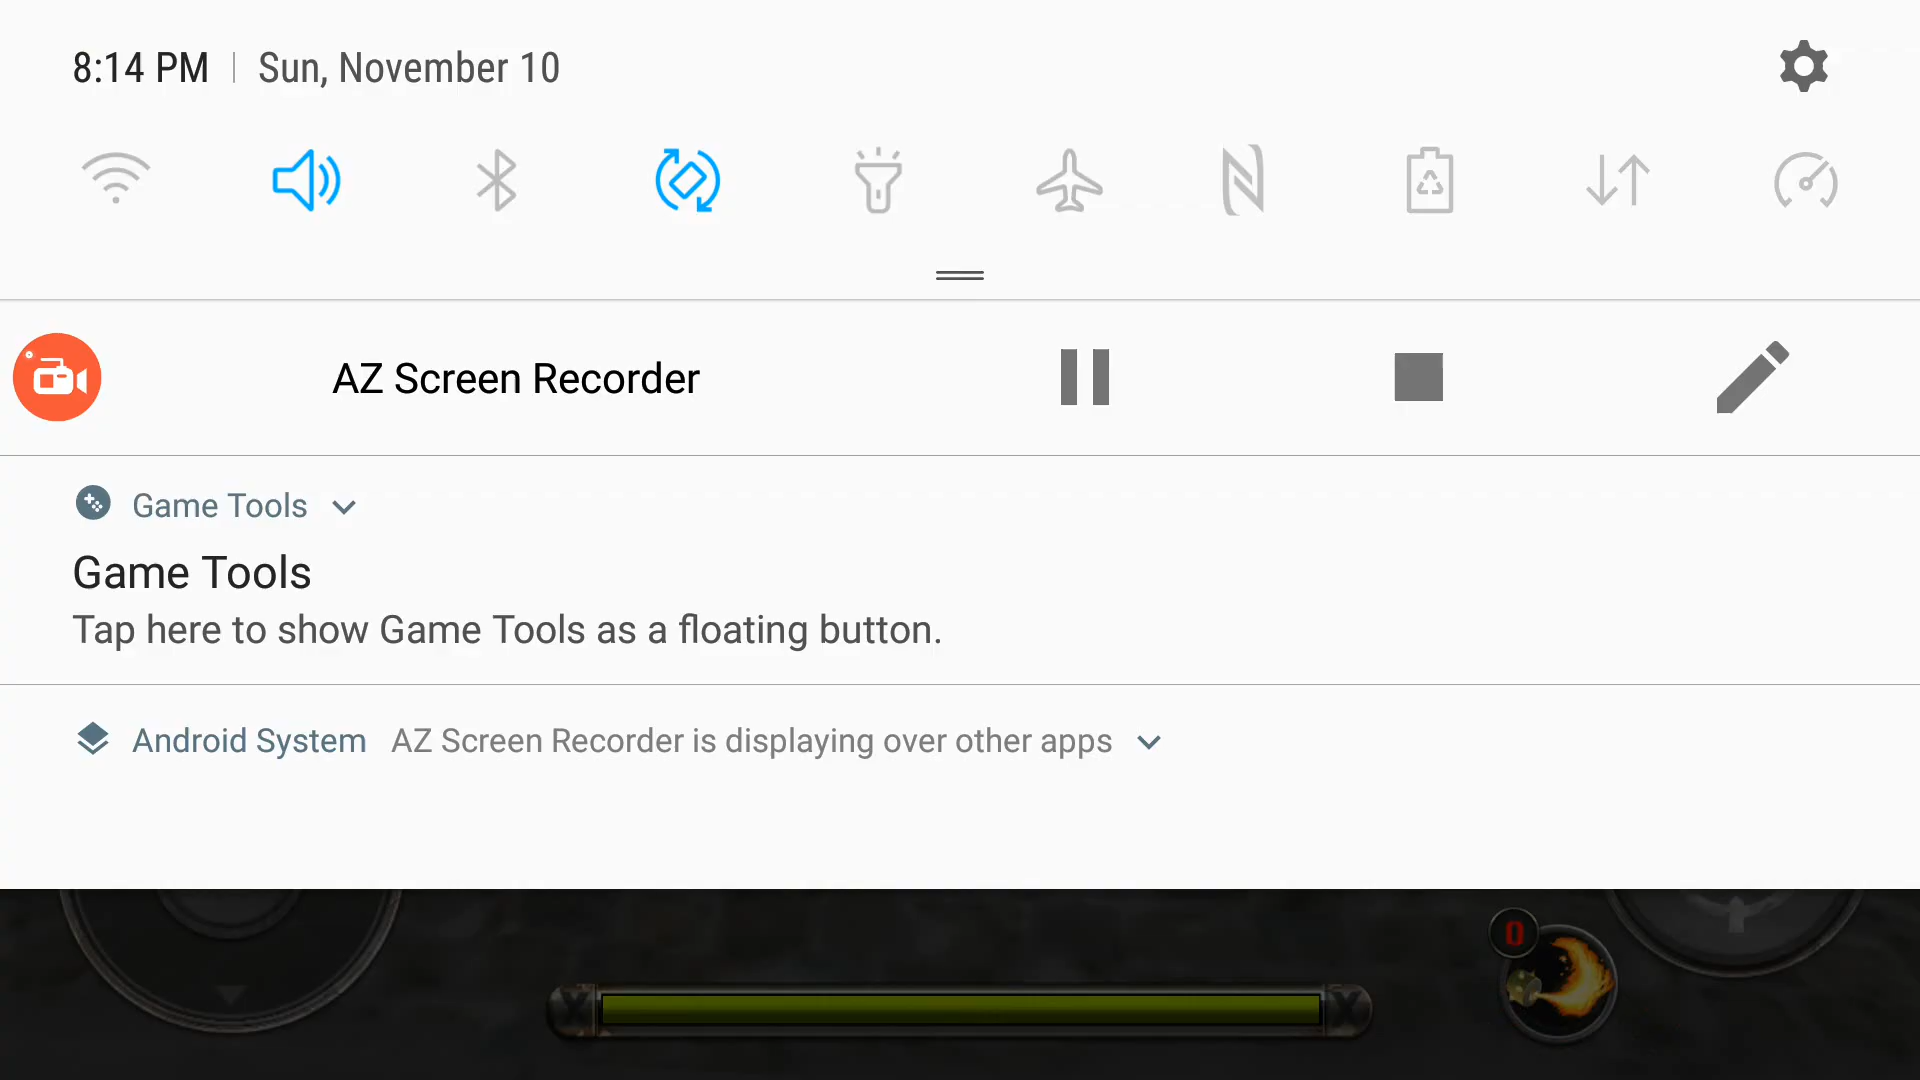 8:14 PM | Sun, November 10
AZ Screen Recorder
Game Tools
Game Tools
Tap here to show Game Tools as a floating button.
Android System AZ Screen Recorder is displaying over other apps
0